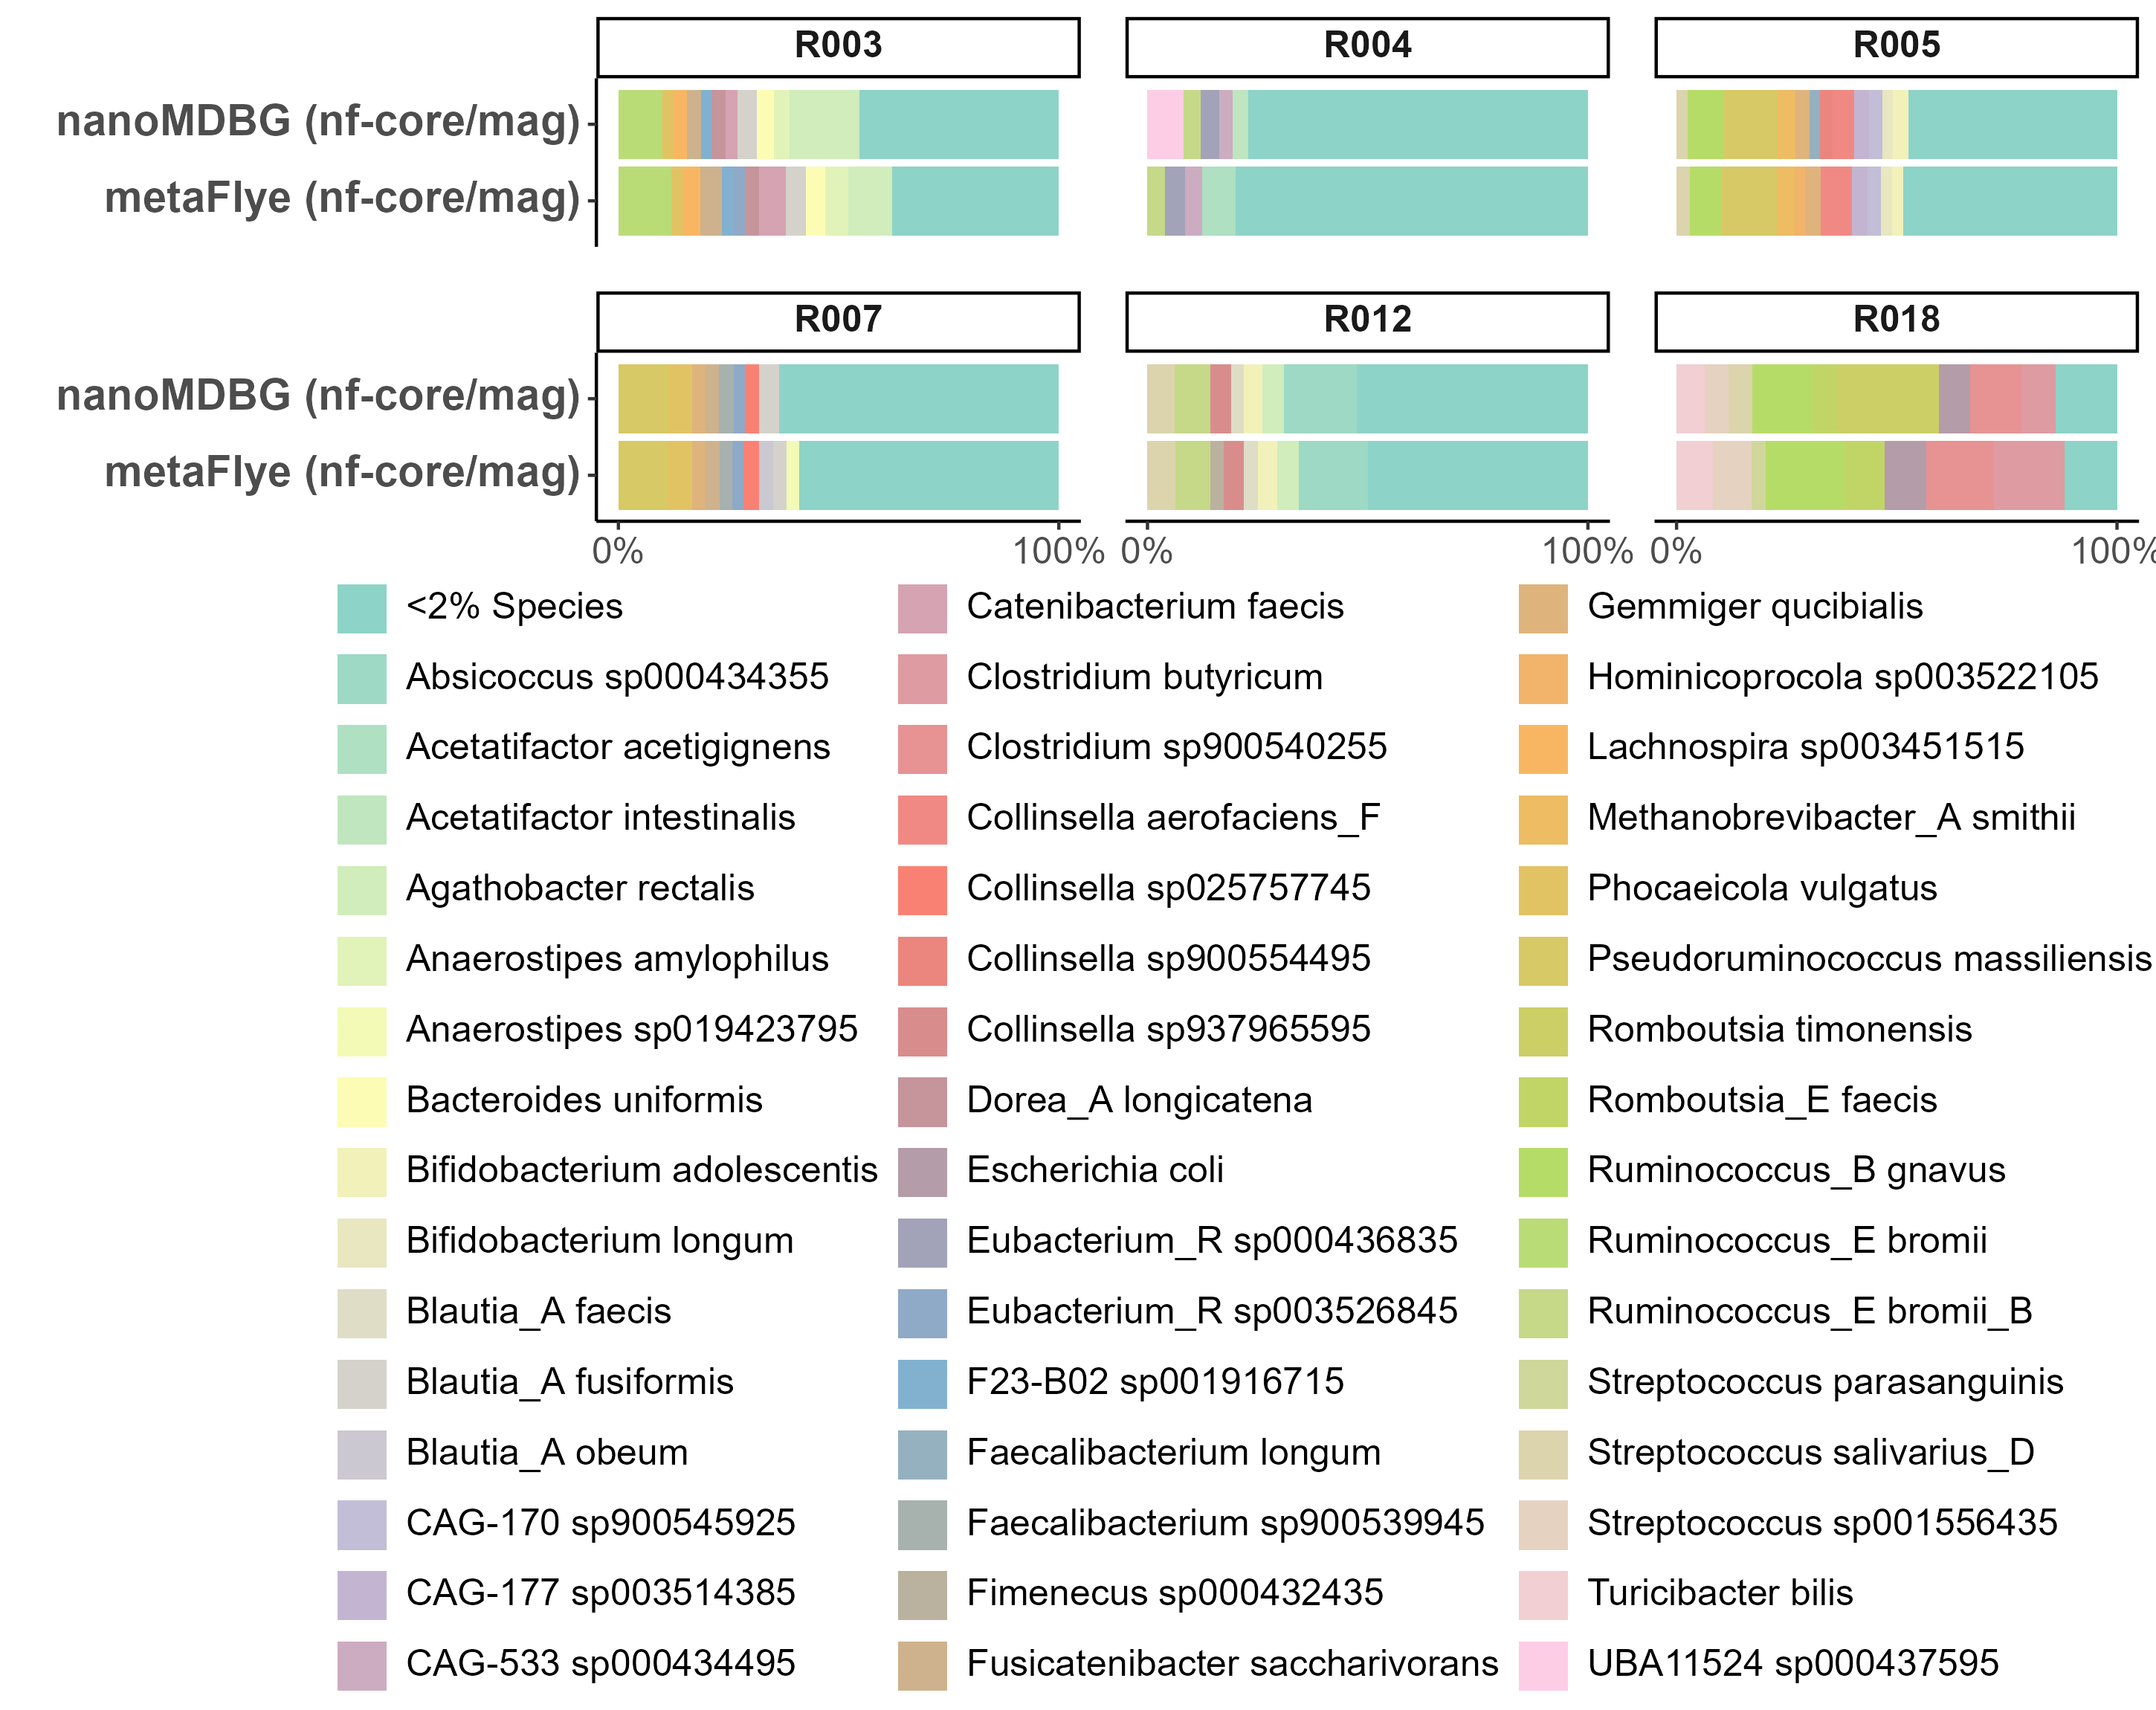 R003
R004
R005
nanoMDBG (nf-core/mag)
metaFlye (nf-core/mag)
R007
R012
R018
nanoMDBG (nf-core/mag)
metaFlye (nf-core/mag)
0%
100%
0%
100%
0%
100%
<2% Species
Absicoccus sp000434355
Acetatifactor acetigignens
Acetatifactor intestinalis
Agathobacter rectalis
Anaerostipes amylophilus
Anaerostipes sp019423795
Bacteroides uniformis
Bifidobacterium adolescentis
Bifidobacterium longum
Blautia_A faecis
Blautia_A fusiformis
Blautia_A obeum
CAG-170 sp900545925
CAG-177 sp003514385
CAG-533 sp000434495
Catenibacterium faecis
Clostridium butyricum
Clostridium sp900540255
Collinsella aerofaciens_F
Collinsella sp025757745
Collinsella sp900554495
Collinsella sp937965595
Dorea_A longicatena
Escherichia coli
Eubacterium_R sp000436835
Eubacterium_R sp003526845
F23-B02 sp001916715
Faecalibacterium longum
Faecalibacterium sp900539945
Fimenecus sp000432435
Fusicatenibacter saccharivorans
Gemmiger qucibialis
Hominicoprocola sp003522105
Lachnospira sp003451515
Methanobrevibacter_A smithii
Phocaeicola vulgatus
Pseudoruminococcus massiliensis
Romboutsia timonensis
Romboutsia_E faecis
Ruminococcus_B gnavus
Ruminococcus_E bromii
Ruminococcus_E bromii_B
Streptococcus parasanguinis
Streptococcus salivarius_D
Streptococcus sp001556435
Turicibacter bilis
UBA11524 sp000437595